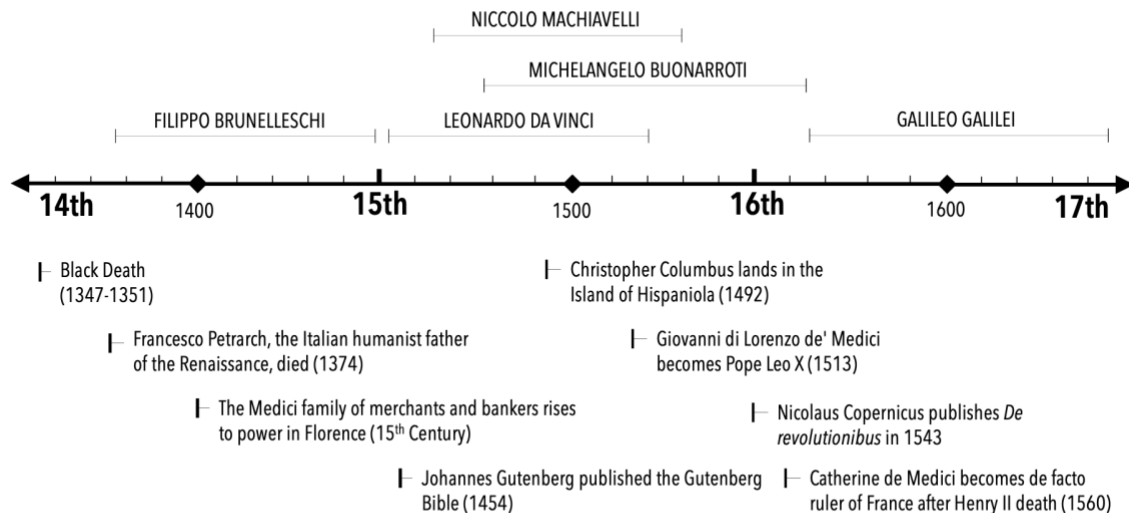 NICCOLO MACHIAVELLI
MICHELANGELO BUONARROTI
FILIPPO BRUNELLESCHI
LEONARDO DA VINCI
GALILEO GALILEI
14th
1400
15th
1500
16th
1600
17th
Black Death
(1347-1351)
Christopher Columbus lands in the
Island of Hispaniola (1492)
Francesco Petrarch, the Italian humanist father
of the Renaissance, died (1374)
Giovanni di Lorenzo de' Medici
becomes Pope Leo X (1513)
The Medici family of merchants and bankers rises
to power in Florence (15th Century)
Nicolaus Copernicus publishes De
revolutionibus in 1543
Johannes Gutenberg published the Gutenberg
Bible (1454)
Catherine de Medici becomes de facto
ruler of France after Henry II death (1560)